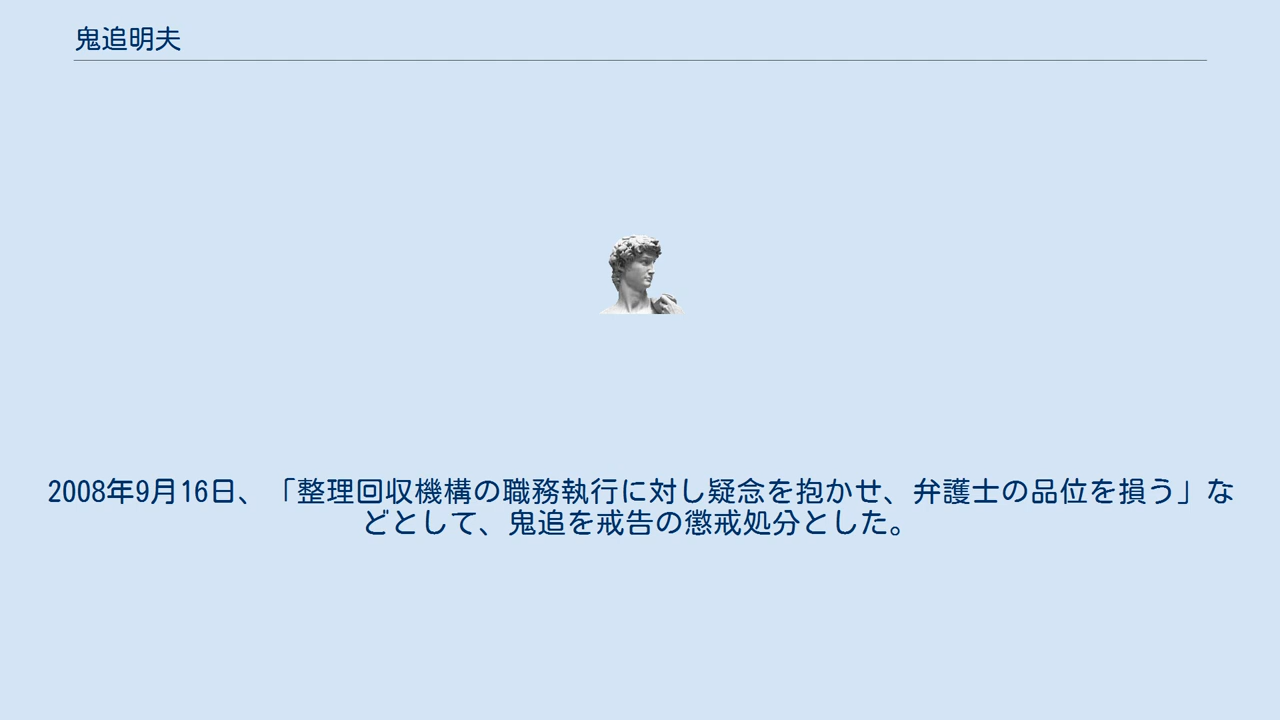 鬼追明夫
2008年9月16日、「整理回収機構の職務執行に対し疑念を抱かせ、弁護士の品位を損う」な
どとして、鬼追を戒告の懲戒処分とした。